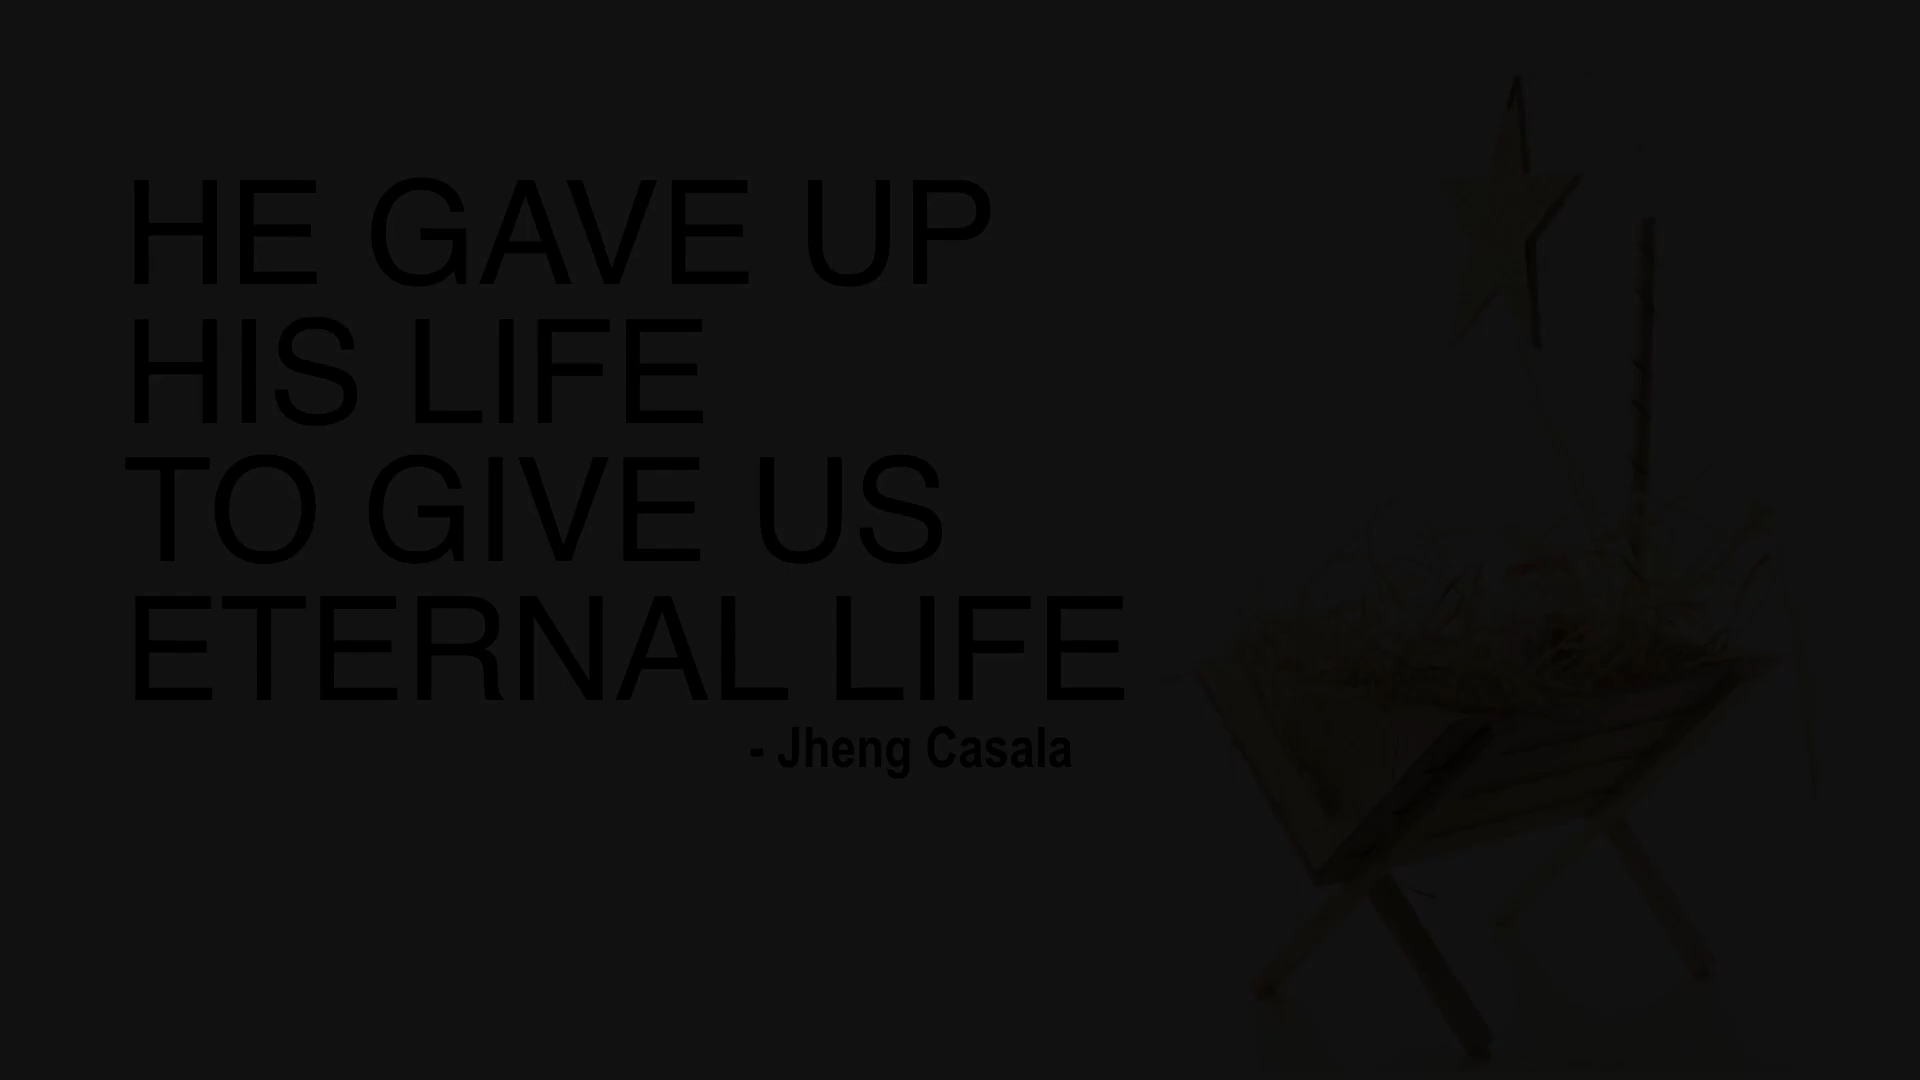 HE GAVE UP
HIS LIFE
TO GIVE US
ETERNAL LIFE
- Jheng Casala